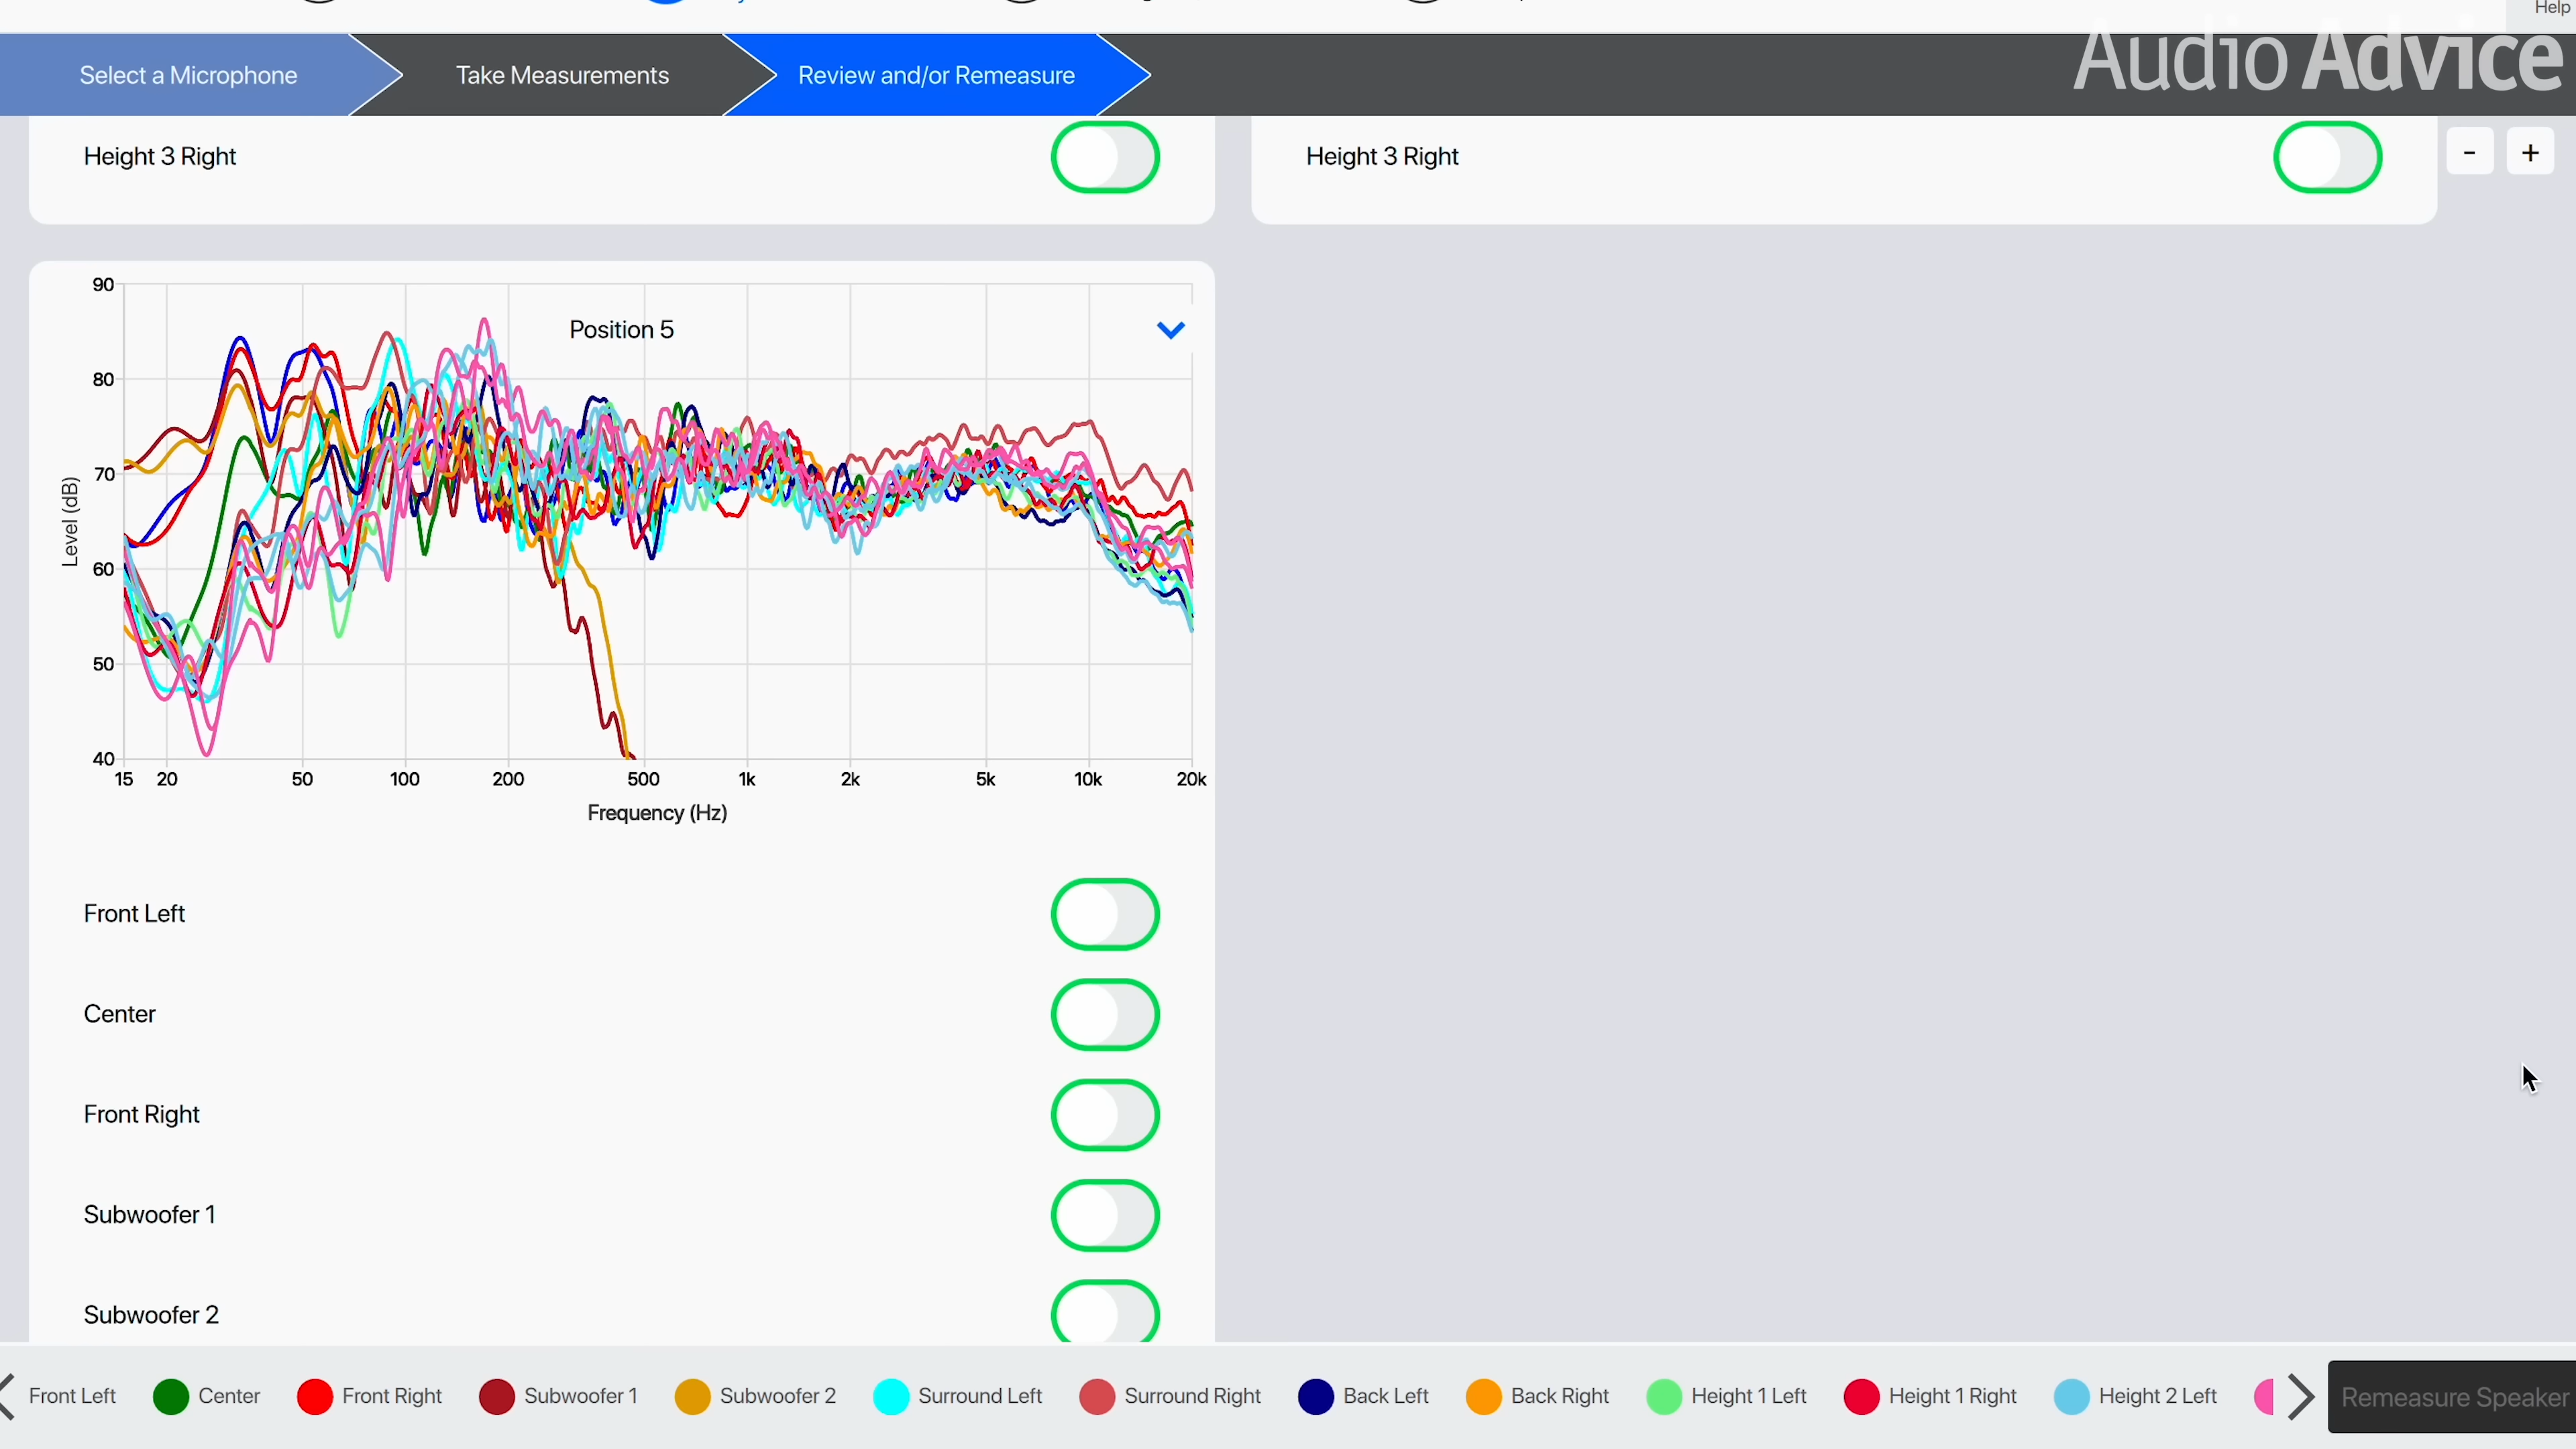 Help
Audio Advice
Select a Microphone
Take Measurements
Review and/or Remeasure
Height 3 Right
Height 3 Right
-
+
90
80
70
60
50
40
Level (dB)
Position 5
15 20 50 100 200 500 1k 2k 5k 10k 20k
Frequency (Hz)
Front Left
Center
Front Right
Subwoofer 1
Subwoofer 2
Front Left Center Front Right Subwoofer 1 Subwoofer 2 Surround Left Surround Right Back Left Back Right Height 1 Left Height 1 Right Height 2 Left
Remeasure Speaker